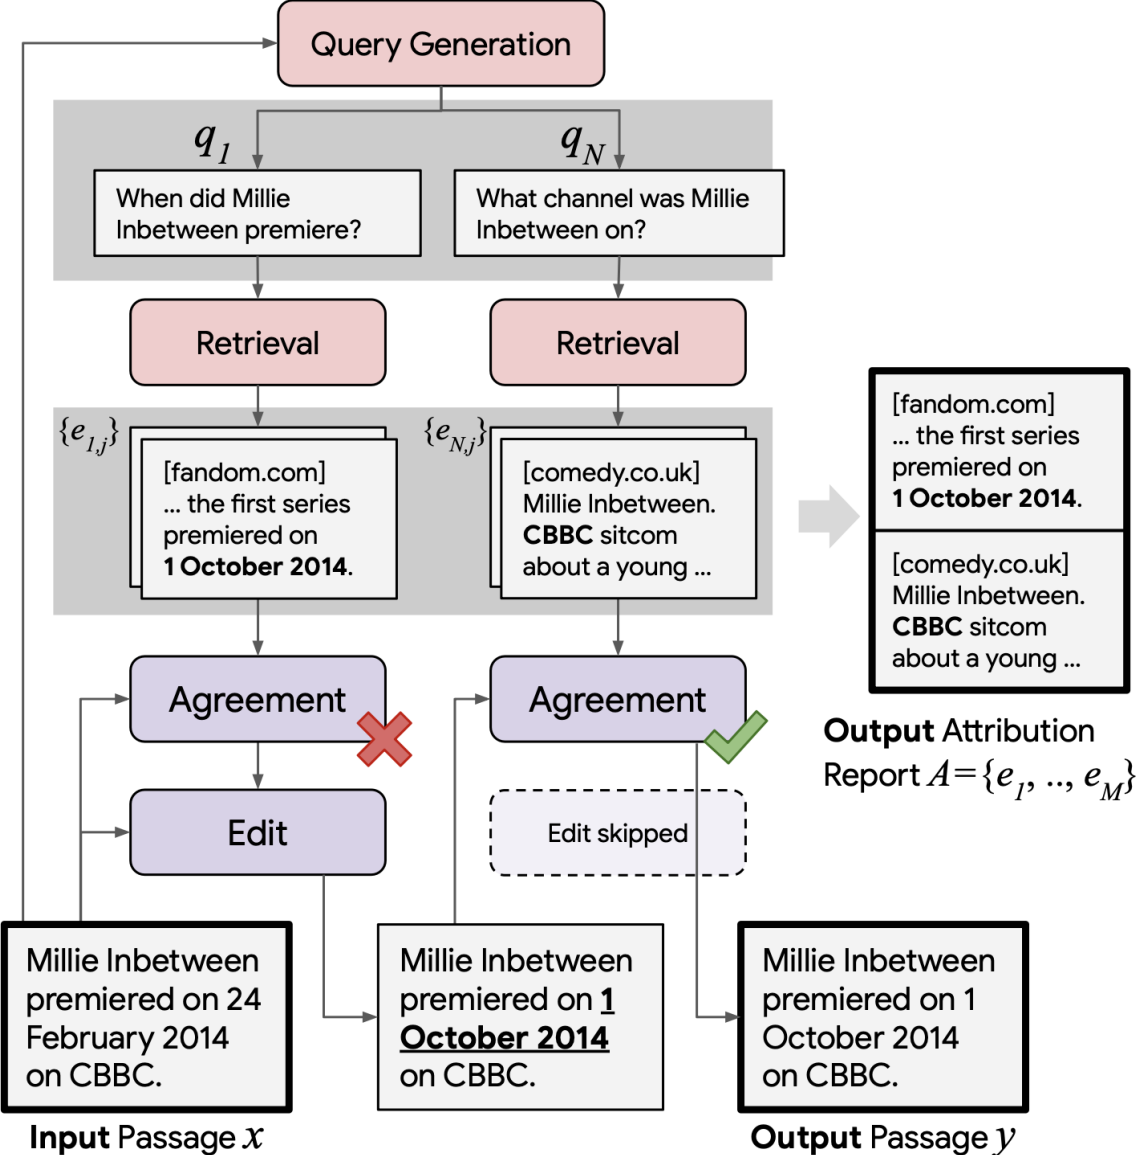 Query Generation
q1
qN
When did Millie
Inbetween premiere?
What channel was Millie
Inbetween on?
Retrieval
Retrieval
{e1,j}
[fandom.com]
... the first series
premiered on
1 October 2014.
{eN,j}
[comedy.co.uk]
Millie Inbetween.
CBBC sitcom
about a young ...
[fandom.com]
... the first series
premiered on
1 October 2014.
[comedy.co.uk]
Millie Inbetween.
CBBC sitcom
about a young ...
Output Attribution
Report A={e1, .., eM}
Agreement
Agreement
Edit
Edit skipped
Millie Inbetween
premiered on 24
February 2014
on CBBC.
Input Passage x
Millie Inbetween
premiered on 1
October 2014
on CBBC.
Millie Inbetween
premiered on 1
October 2014
on CBBC.
Output Passage y